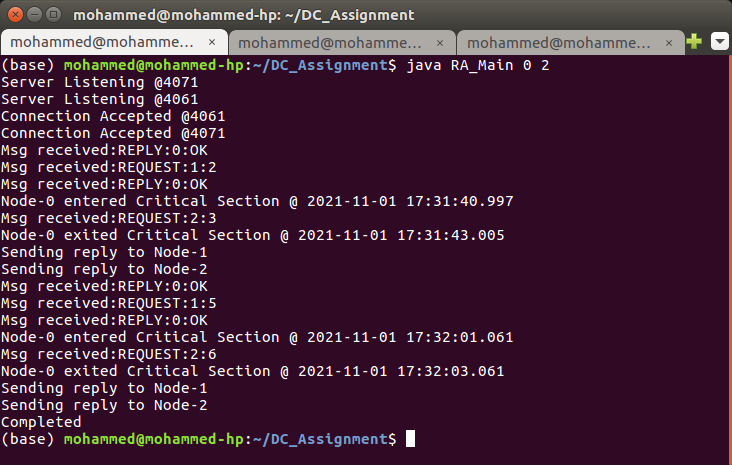 mohammed@mohammed-hp: ~/DC_Assignment
mohammed@mohamme... × mohammed@mohamme... × mohammed@mohamme... ×
(base) mohammed@mohammed-hp:~/DC_Assignment$ java RA_Main 0 2
Server Listening @4071
Server Listening @4061
Connection Accepted @4061
Connection Accepted @4071
Msg received:REPLY:0:OK
Msg received:REQUEST:1:2
Msg received:REPLY:0:OK
Node-0 entered Critical Section @ 2021-11-01 17:31:40.997
Msg received:REQUEST:2:3
Node-0 exited Critical Section @ 2021-11-01 17:31:43.005
Sending reply to Node-1
Sending reply to Node-2
Msg received:REPLY:0:OK
Msg received:REQUEST:1:5
Msg received:REPLY:0:OK
Node-0 entered Critical Section @ 2021-11-01 17:32:01.061
Msg received:REQUEST:2:6
Node-0 exited Critical Section @ 2021-11-01 17:32:03.061
Sending reply to Node-1
Sending reply to Node-2
Completed
(base) mohammed@mohammed-hp:~/DC_Assignment$